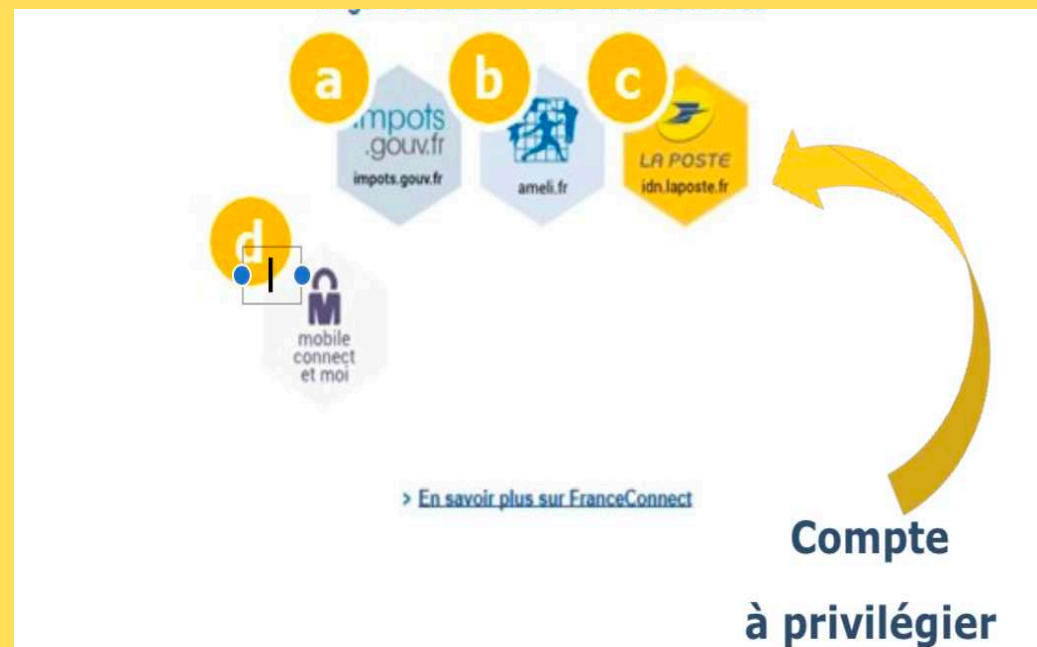 a
b
c
impots
.gouv.fr
impots.gouv.fr
ameli.fr
LA POSTE
idn.laposte.fr
d
M
mobile
connect
et moi
> En savoir plus sur FranceConnect
Compte
à privilégier